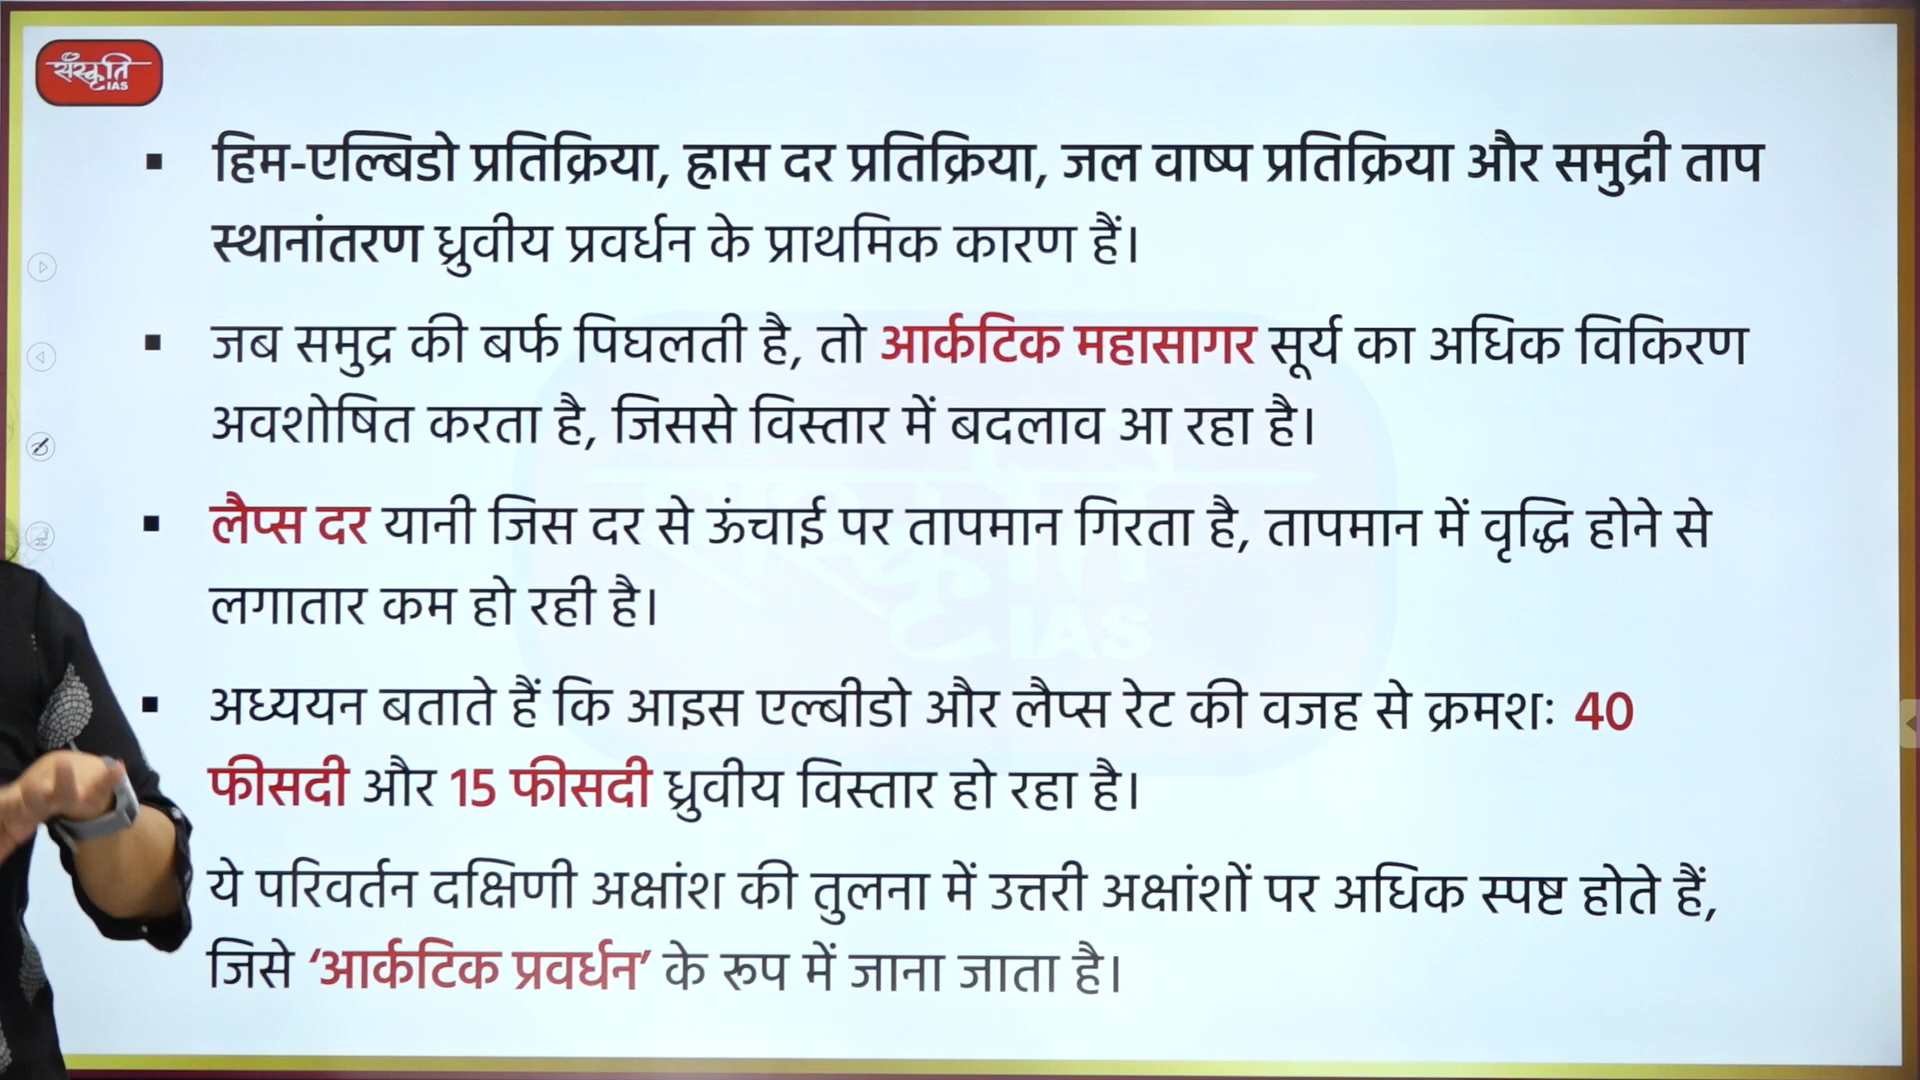 संस्कृति
IAS
▪ हिम-एल्बिडो प्रतिक्रिया, ह्रास दर प्रतिक्रिया, जल वाष्प प्रतिक्रिया और समुद्री ताप
स्थानांतरण ध्रुवीय प्रवर्धन के प्राथमिक कारण हैं।
▪ जब समुद्र की बर्फ पिघलती है, तो आर्कटिक महासागर सूर्य का अधिक विकिरण
अवशोषित करता है, जिससे विस्तार में बदलाव आ रहा है।
▪ लैप्स दर यानी जिस दर से ऊंचाई पर तापमान गिरता है, तापमान में वृद्धि होने से
लगातार कम हो रही है।
▪ अध्ययन बताते हैं कि आइस एल्बीडो और लैप्स रेट की वजह से क्रमशः 40
फीसदी और 15 फीसदी ध्रुवीय विस्तार हो रहा है।
ये परिवर्तन दक्षिणी अक्षांश की तुलना में उत्तरी अक्षांशों पर अधिक स्पष्ट होते हैं,
जिसे ‘आर्कटिक प्रवर्धन’ के रूप में जाना जाता है।